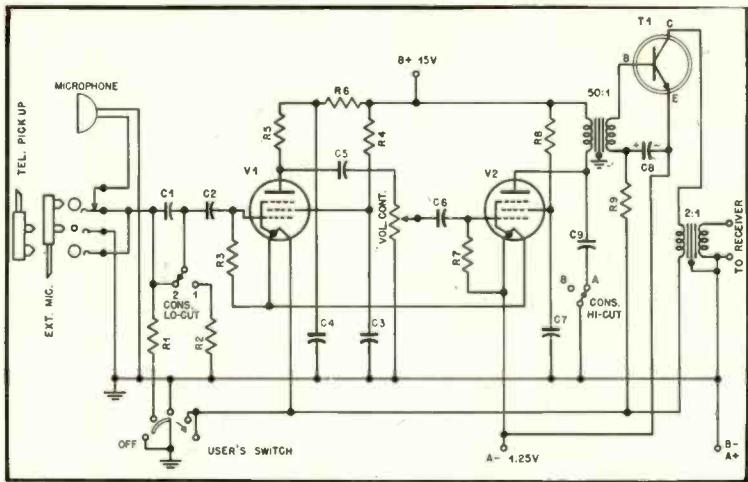 T1
C
B
E
B+ 15V
50:1
MICROPHONE
TEL. PICKUP
R6
R5
R4
R8
C8
C5
V1
V2
C1
C2
C6
VOL. CONT.
R9
2:1
TO RECEIVER
C9
R3
R7
EXT. MIC.
2
1
CONS.
LO-CUT
B
A
CONS.
HI-CUT
R1
R2
C4
C3
C7
OFF
USER'S SWITCH
A- 1.25V
B-
A+